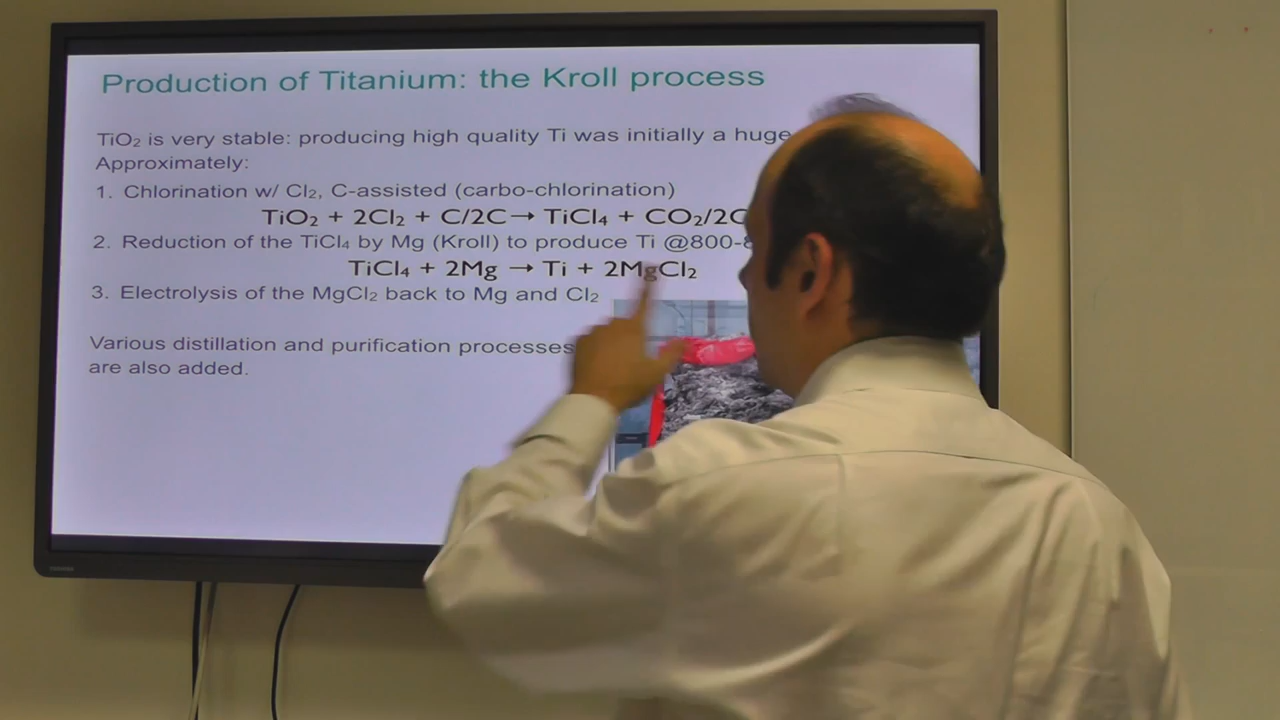 Production of Titanium: the Kroll process
TiO₂ is very stable: producing high quality Ti was initially a huge
Approximately:
1. Chlorination w/ Cl₂, C-assisted (carbo-chlorination)
TiO₂ + 2Cl₂ + C/2C → TiCl₄ + CO₂/2C
2. Reduction of the TiCl₄ by Mg (Kroll) to produce Ti @800-8
TiCl₄ + 2Mg → Ti + 2MgCl₂
3. Electrolysis of the MgCl₂ back to Mg and Cl₂
Various distillation and purification processes
are also added.